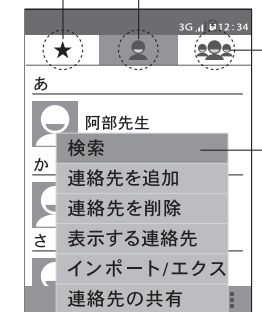 3G 12:34
あ
阿部先生
か
検索
連絡先を追加
連絡先を削除
さ
表示する連絡先
インポート/エクス
連絡先の共有